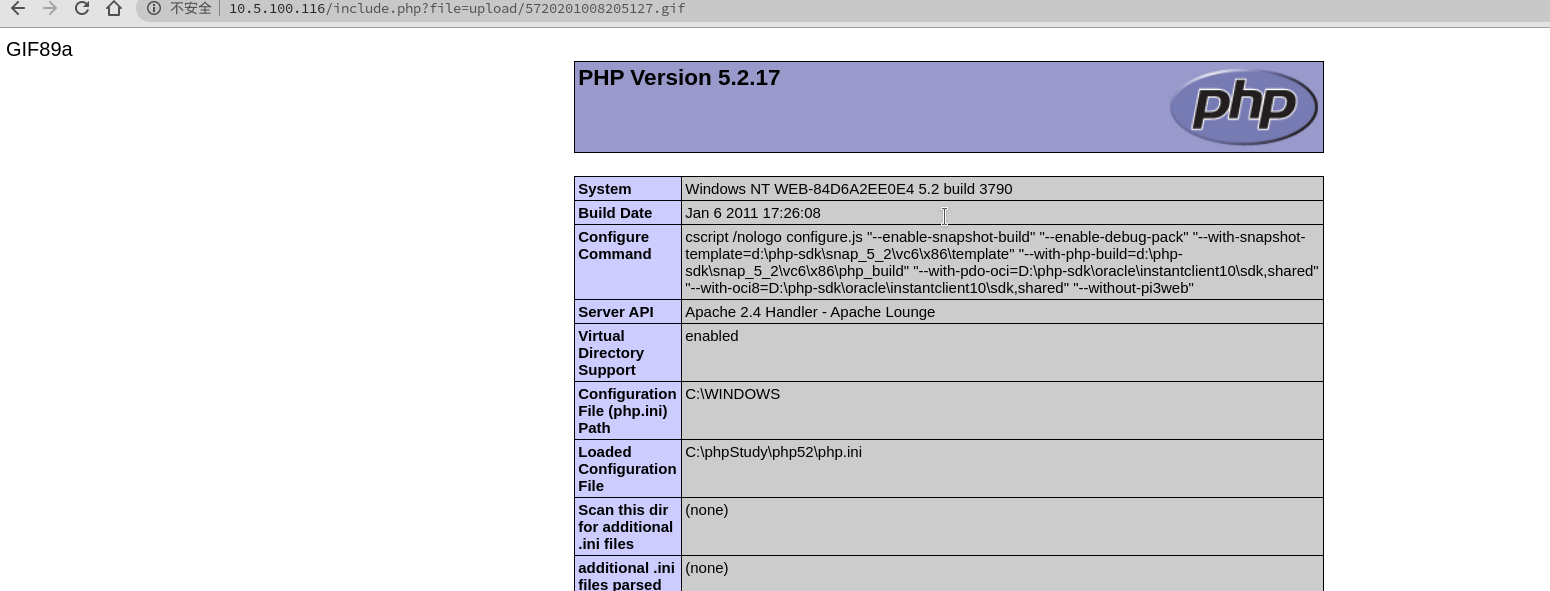 不安全 10.5.100.116/include.php?file=upload/5720201008205127.gif
GIF89a
PHP Version 5.2.17
php
System Windows NT WEB-84D6A2EE0E4 5.2 build 3790
Build Date Jan 6 2011 17:26:08
Configure
Command
cscript /nologo configure.js "--enable-snapshot-build" "--enable-debug-pack" "--with-snapshot-
template=d:\php-sdk\snap_5_2\vc6\x86\template" "--with-php-build=d:\php-
sdk\snap_5_2\vc6\x86\php_build" "--with-pdo-oci=D:\php-sdk\oracle\instantclient10\sdk,shared"
"--with-oci8=D:\php-sdk\oracle\instantclient10\sdk,shared" "--without-pi3web"
Server API Apache 2.4 Handler - Apache Lounge
Virtual
Directory
Support
enabled
Configuration
File (php.ini)
Path
C:\WINDOWS
Loaded
Configuration
File
C:\phpStudy\php52\php.ini
Scan this dir
for additional
.ini files
(none)
additional .ini
files parsed
(none)